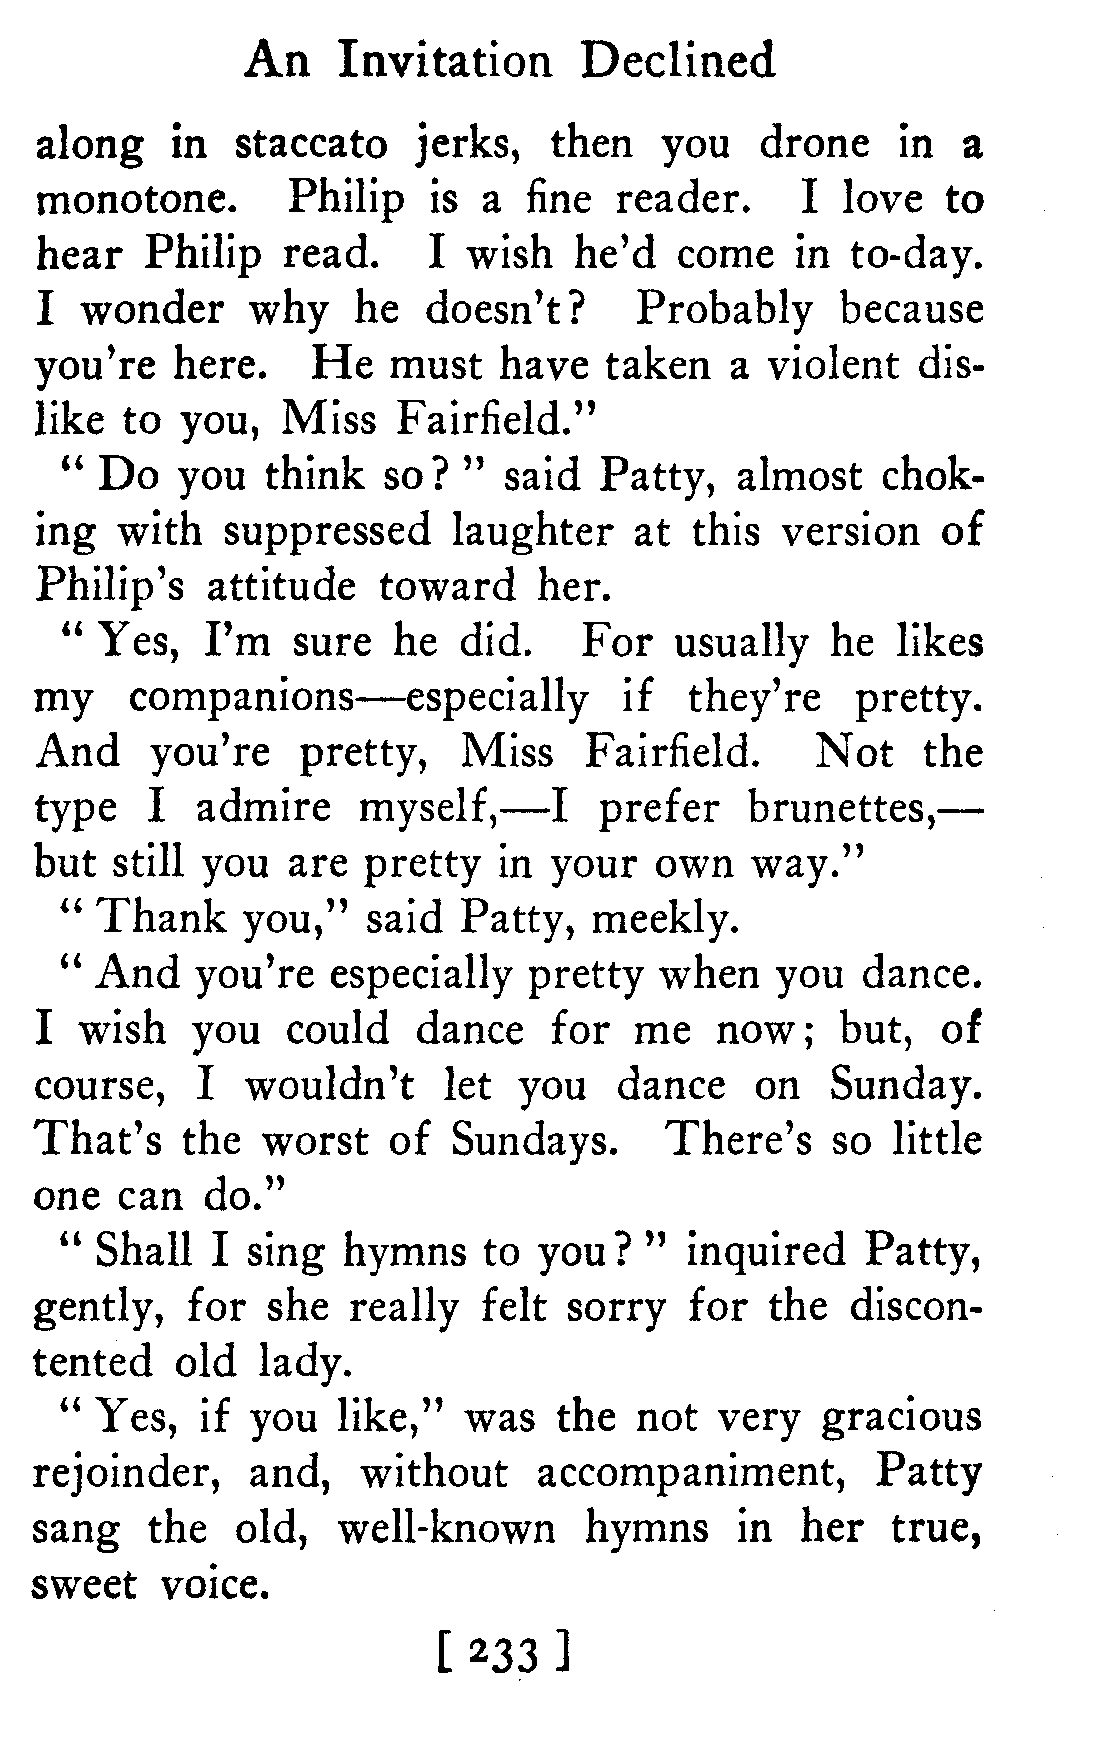 An Invitation Declined
along in staccato jerks, then you drone in a
monotone. Philip is a fine reader. I love to
hear Philip read. I wish he'd come in to-day.
I wonder why he doesn't? Probably because
you're here. He must have taken a violent dis-
like to you, Miss Fairfield."
" Do you think so? " said Patty, almost chok-
ing with suppressed laughter at this version of
Philip's attitude toward her.
" Yes, I'm sure he did. For usually he likes
my companions—especially if they're pretty.
And you're pretty, Miss Fairfield. Not the
type I admire myself,—I prefer brunettes,—
but still you are pretty in your own way."
" Thank you," said Patty, meekly.
" And you're especially pretty when you dance.
I wish you could dance for me now; but, of
course, I wouldn't let you dance on Sunday.
That's the worst of Sundays. There's so little
one can do."
" Shall I sing hymns to you? " inquired Patty,
gently, for she really felt sorry for the discon-
tented old lady.
" Yes, if you like," was the not very gracious
rejoinder, and, without accompaniment, Patty
sang the old, well-known hymns in her true,
sweet voice.
[ 233 ]